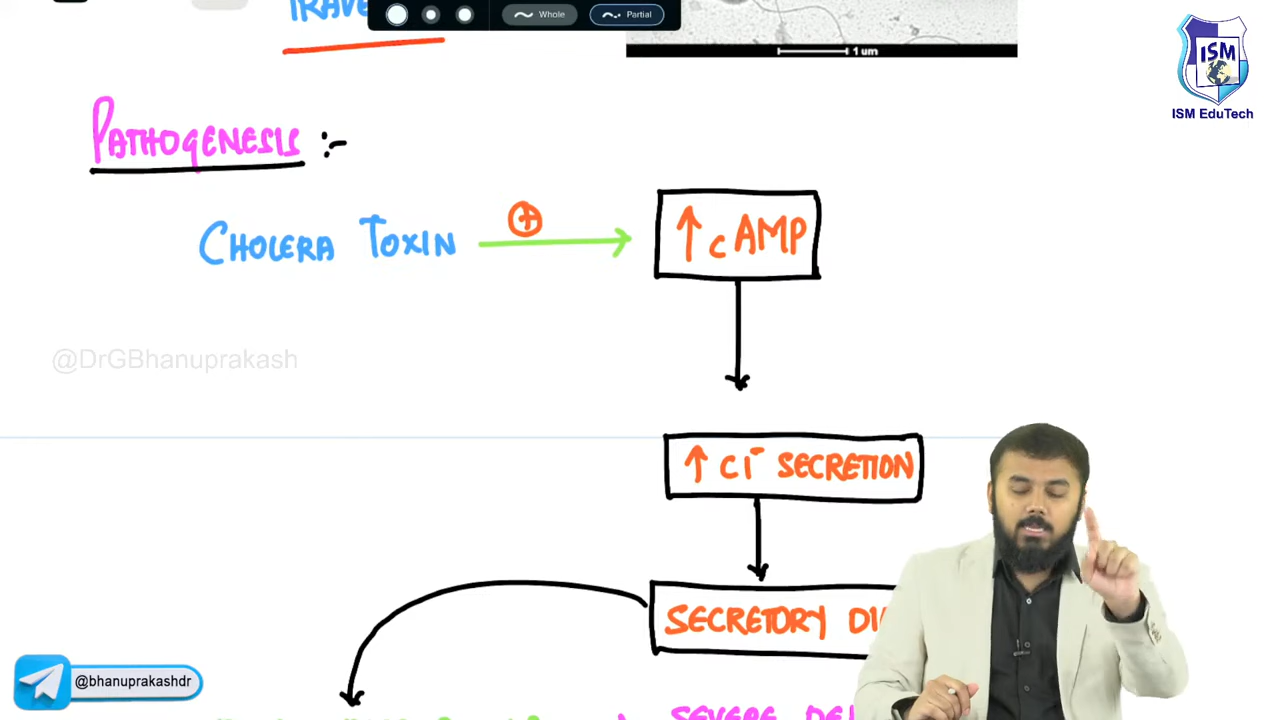 Whole Partial
1 um
ISM
ISM EduTech
PATHOGENESIS :-
CHOLERA TOXIN + ↑ cAMP
@DrGBhanuprakash
↑ Cl⁻ SECRETION
SECRETORY
@bhanuprakashdr
SEVERE